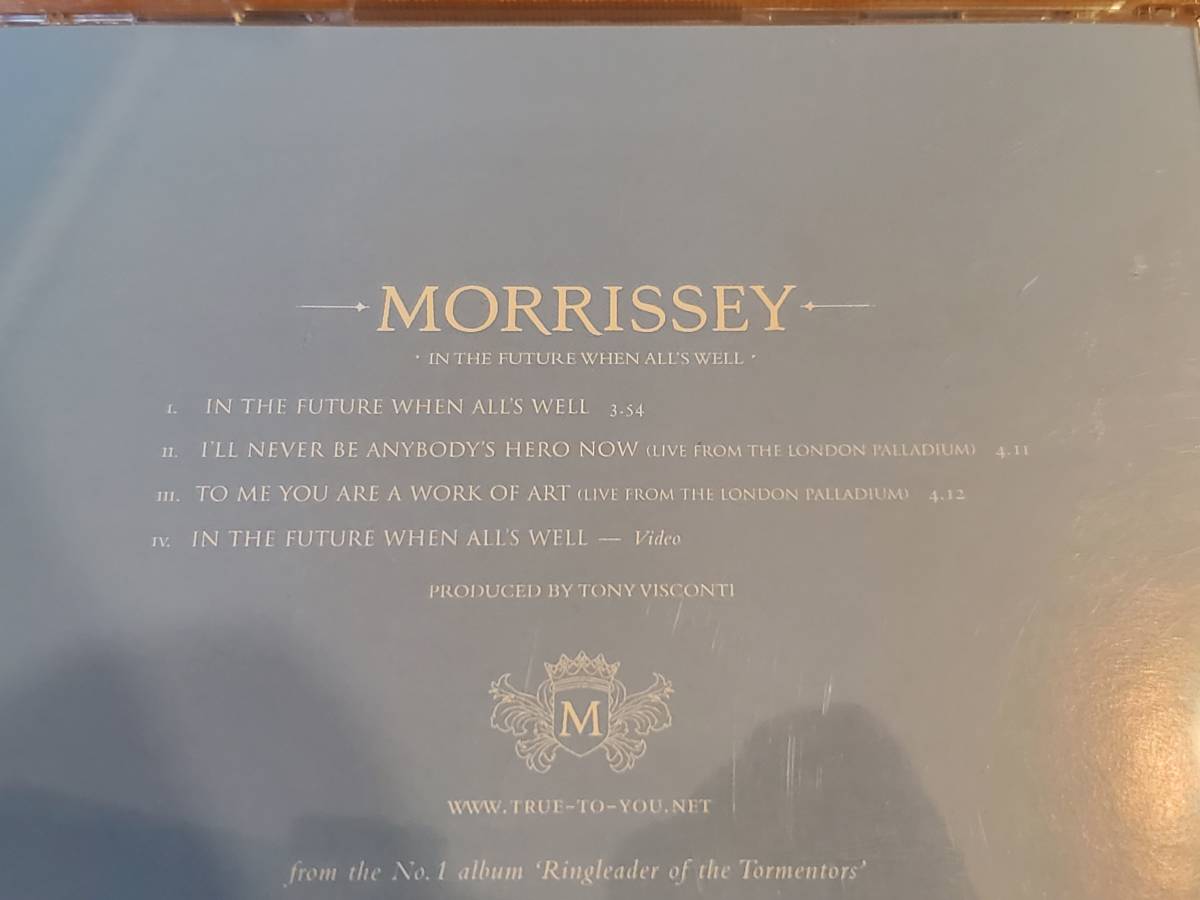 MORRISSEY
· IN THE FUTURE WHEN ALL'S WELL ·
I. IN THE FUTURE WHEN ALL'S WELL 3.54
II. I'LL NEVER BE ANYBODY'S HERO NOW (LIVE FROM THE LONDON PALLADIUM) 4.11
III. TO ME YOU ARE A WORK OF ART (LIVE FROM THE LONDON PALLADIUM) 4.12
IV. IN THE FUTURE WHEN ALL'S WELL — Video
PRODUCED BY TONY VISCONTI
M
WWW.TRUE-TO-YOU.NET
from the No.1 album 'Ringleader of the Tormentors'